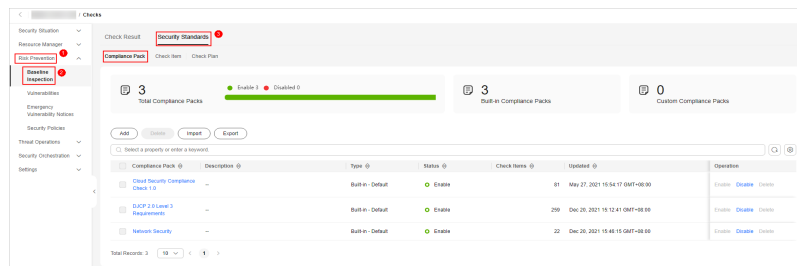 / Checks
Security Situation
Resource Manager
Risk Prevention
1
Baseline
Inspection
2
Vulnerabilities
Emergency
Vulnerability Notices
Security Policies
Threat Operations
Security Orchestration
Settings
Check Result
Security Standards
3
Compliance Pack
Check Item
Check Plan
3
Total Compliance Packs
Enable 3
Disabled 0
3
Built-in Compliance Packs
0
Custom Compliance Packs
Add
Delete
Import
Export
Select a property or enter a keyword.
Compliance Pack Description Type Status Check Items Updated Operation
Cloud Security Compliance
Check 1.0
-- Built-in - Default Enable 81 May 27, 2021 15:54:17 GMT+08:00 Enable Disable Delete
DJCP 2.0 Level 3
Requirements
-- Built-in - Default Enable 259 Dec 20, 2021 15:12:41 GMT+08:00 Enable Disable Delete
Network Security -- Built-in - Default Enable 22 Dec 20, 2021 15:46:15 GMT+08:00 Enable Disable Delete
Total Records: 3 10 < 1 >